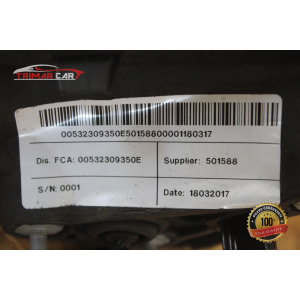 TRIMAR CAR
00532309350E50158800001180317
Dis. FCA: 00532309350E
Supplier: 501588
S/N: 0001
Date: 18032017
100